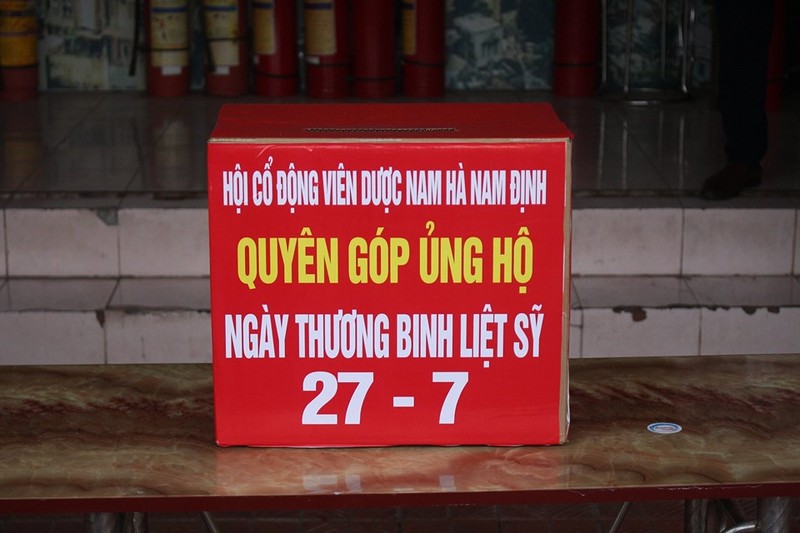 HỘI CỔ ĐỘNG VIÊN DƯỢC NAM HÀ NAM ĐỊNH
QUYÊN GÓP ỦNG HỘ
NGÀY THƯƠNG BINH LIỆT SỸ
27 - 7